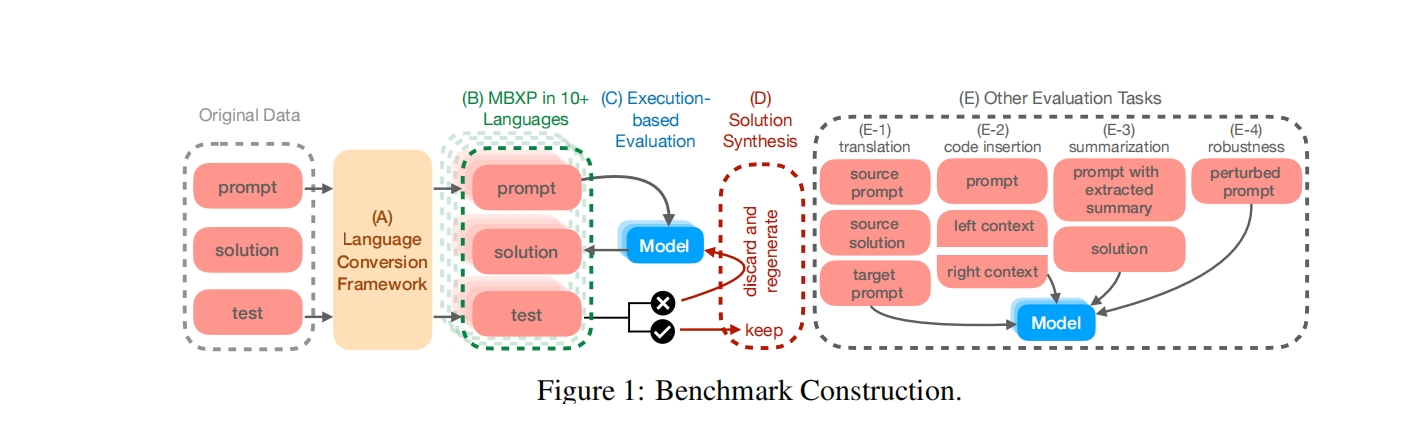 Original Data
prompt
solution
test
(A)
Language
Conversion
Framework
(B) MBXP in 10+
Languages
prompt
solution
test
(C) Execution-
based
Evaluation
Model
(D)
Solution
Synthesis
discard and
regenerate
keep
(E) Other Evaluation Tasks
(E-1)
translation
source
prompt
source
solution
target
prompt
(E-2)
code insertion
prompt
left context
right context
(E-3)
summarization
prompt with
extracted
summary
solution
(E-4)
robustness
perturbed
prompt
Model
Figure 1: Benchmark Construction.